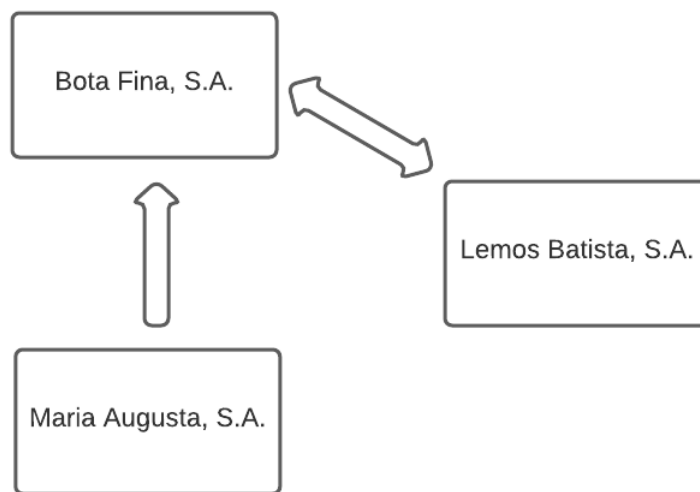 Bota Fina, S.A.
Lemos Batista, S.A.
Maria Augusta, S.A.